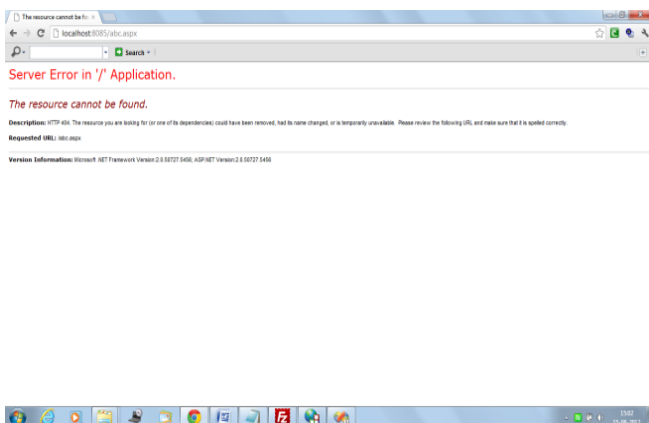 The resource cannot be fo
localhost:8085/abc.aspx
Search
Server Error in '/' Application.
The resource cannot be found.
Description: HTTP 404. The resource you are looking for (or one of its dependencies) could have been removed, had its name changed, or is temporarily unavailable. Please review the following URL and make sure that it is spelled correctly.
Requested URL: /abc.aspx
Version Information: Microsoft .NET Framework Version:2.0.50727.5456; ASP.NET Version:2.0.50727.5456
Fz
15:02